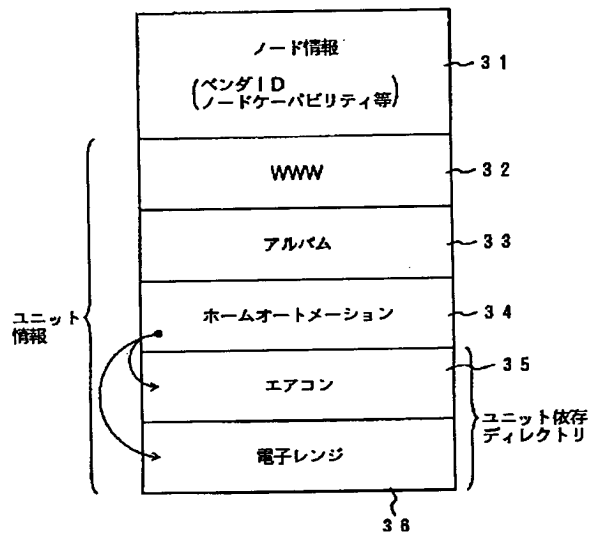 ノード情報
(ベンダID
ノードケーパビリティ等)
31
WWW
32
アルバム
33
ホームオートメーション
34
エアコン
35
電子レンジ
36
ユニット
情報
ユニット依存
ディレクトリ